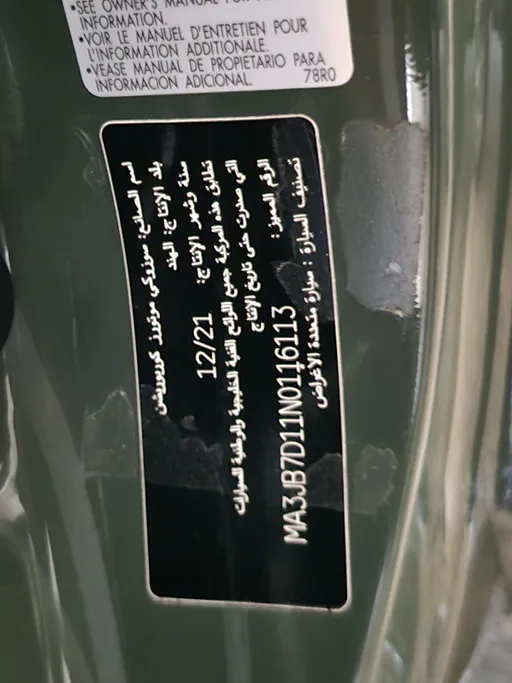 •SEE OWNER'S MANUAL FOR
INFORMATION.
•VOIR LE MANUEL D'ENTRETIEN POUR
L'INFORMATION ADDITIONALE.
•VEASE MANUAL DE PROPIETARIO PARA
INFORMACION ADICIONAL. 78R0
اسم الصانع: سوزوكي موتورز كوربوريشن
بلد الإنتاج: الهند
سنة وشهر الإنتاج: 12/21
تطابق هذه المركبة جميع اللوائح الفنية الخليجية والوطنية للسيارات
التي صدرت حتى تاريخ الإنتاج
الرقم المميز: MA3JB7D11N0116113
تصنيف السيارة : سيارة متعددة الاغراض